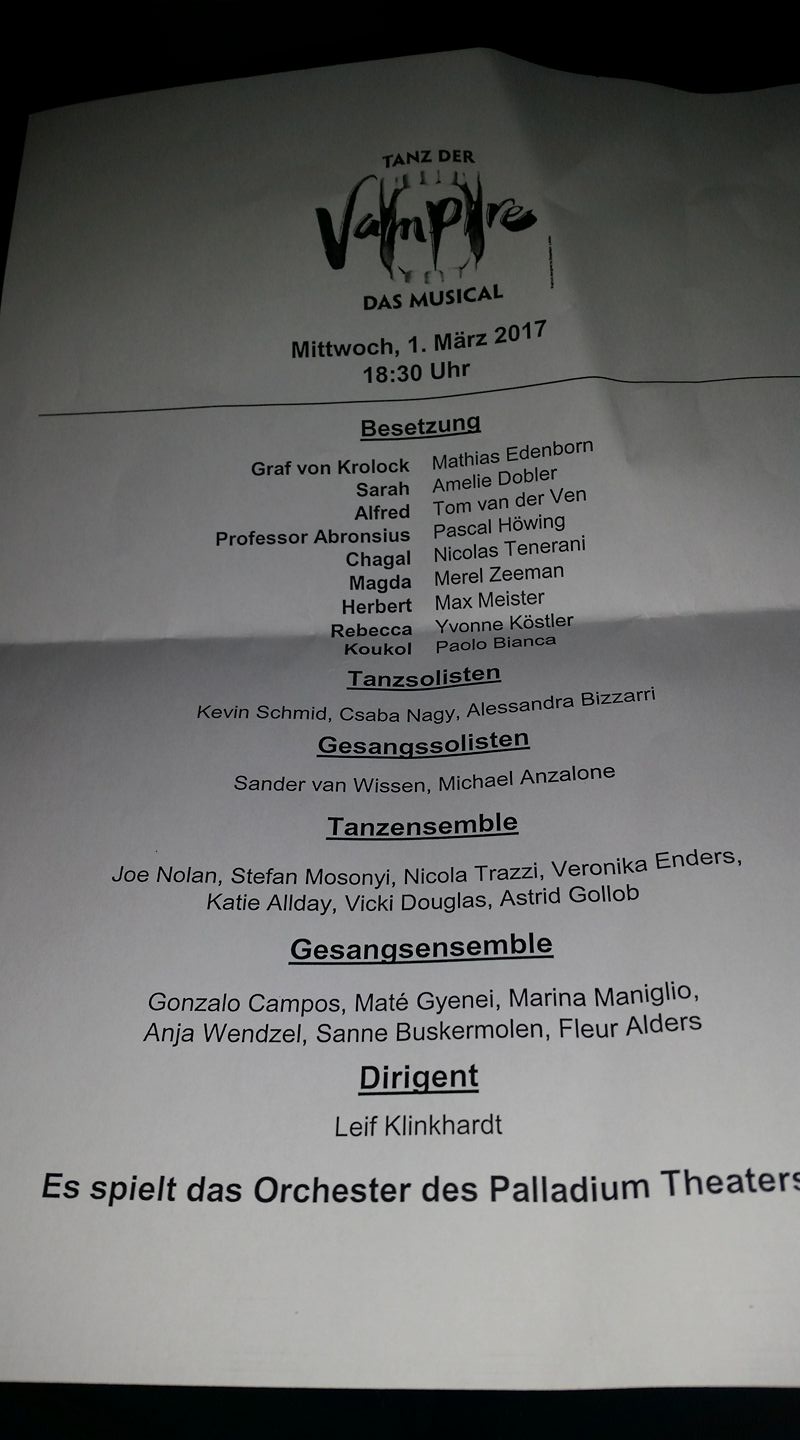 TANZ DER
Vampire
DAS MUSICAL
Mittwoch, 1. März 2017
18:30 Uhr
Besetzung
Graf von Krolock Mathias Edenborn
Sarah Amelie Dobler
Alfred Tom van der Ven
Professor Abronsius Pascal Höwing
Chagal Nicolas Tenerani
Magda Merel Zeeman
Herbert Max Meister
Rebecca Yvonne Köstler
Koukol Paolo Bianca
Tanzsolisten
Kevin Schmid, Csaba Nagy, Alessandra Bizzarri
Gesangssolisten
Sander van Wissen, Michael Anzalone
Tanzensemble
Joe Nolan, Stefan Mosonyi, Nicola Trazzi, Veronika Enders,
Katie Allday, Vicki Douglas, Astrid Gollob
Gesangsensemble
Gonzalo Campos, Maté Gyenei, Marina Maniglio,
Anja Wendzel, Sanne Buskermolen, Fleur Alders
Dirigent
Leif Klinkhardt
Es spielt das Orchester des Palladium Theaters